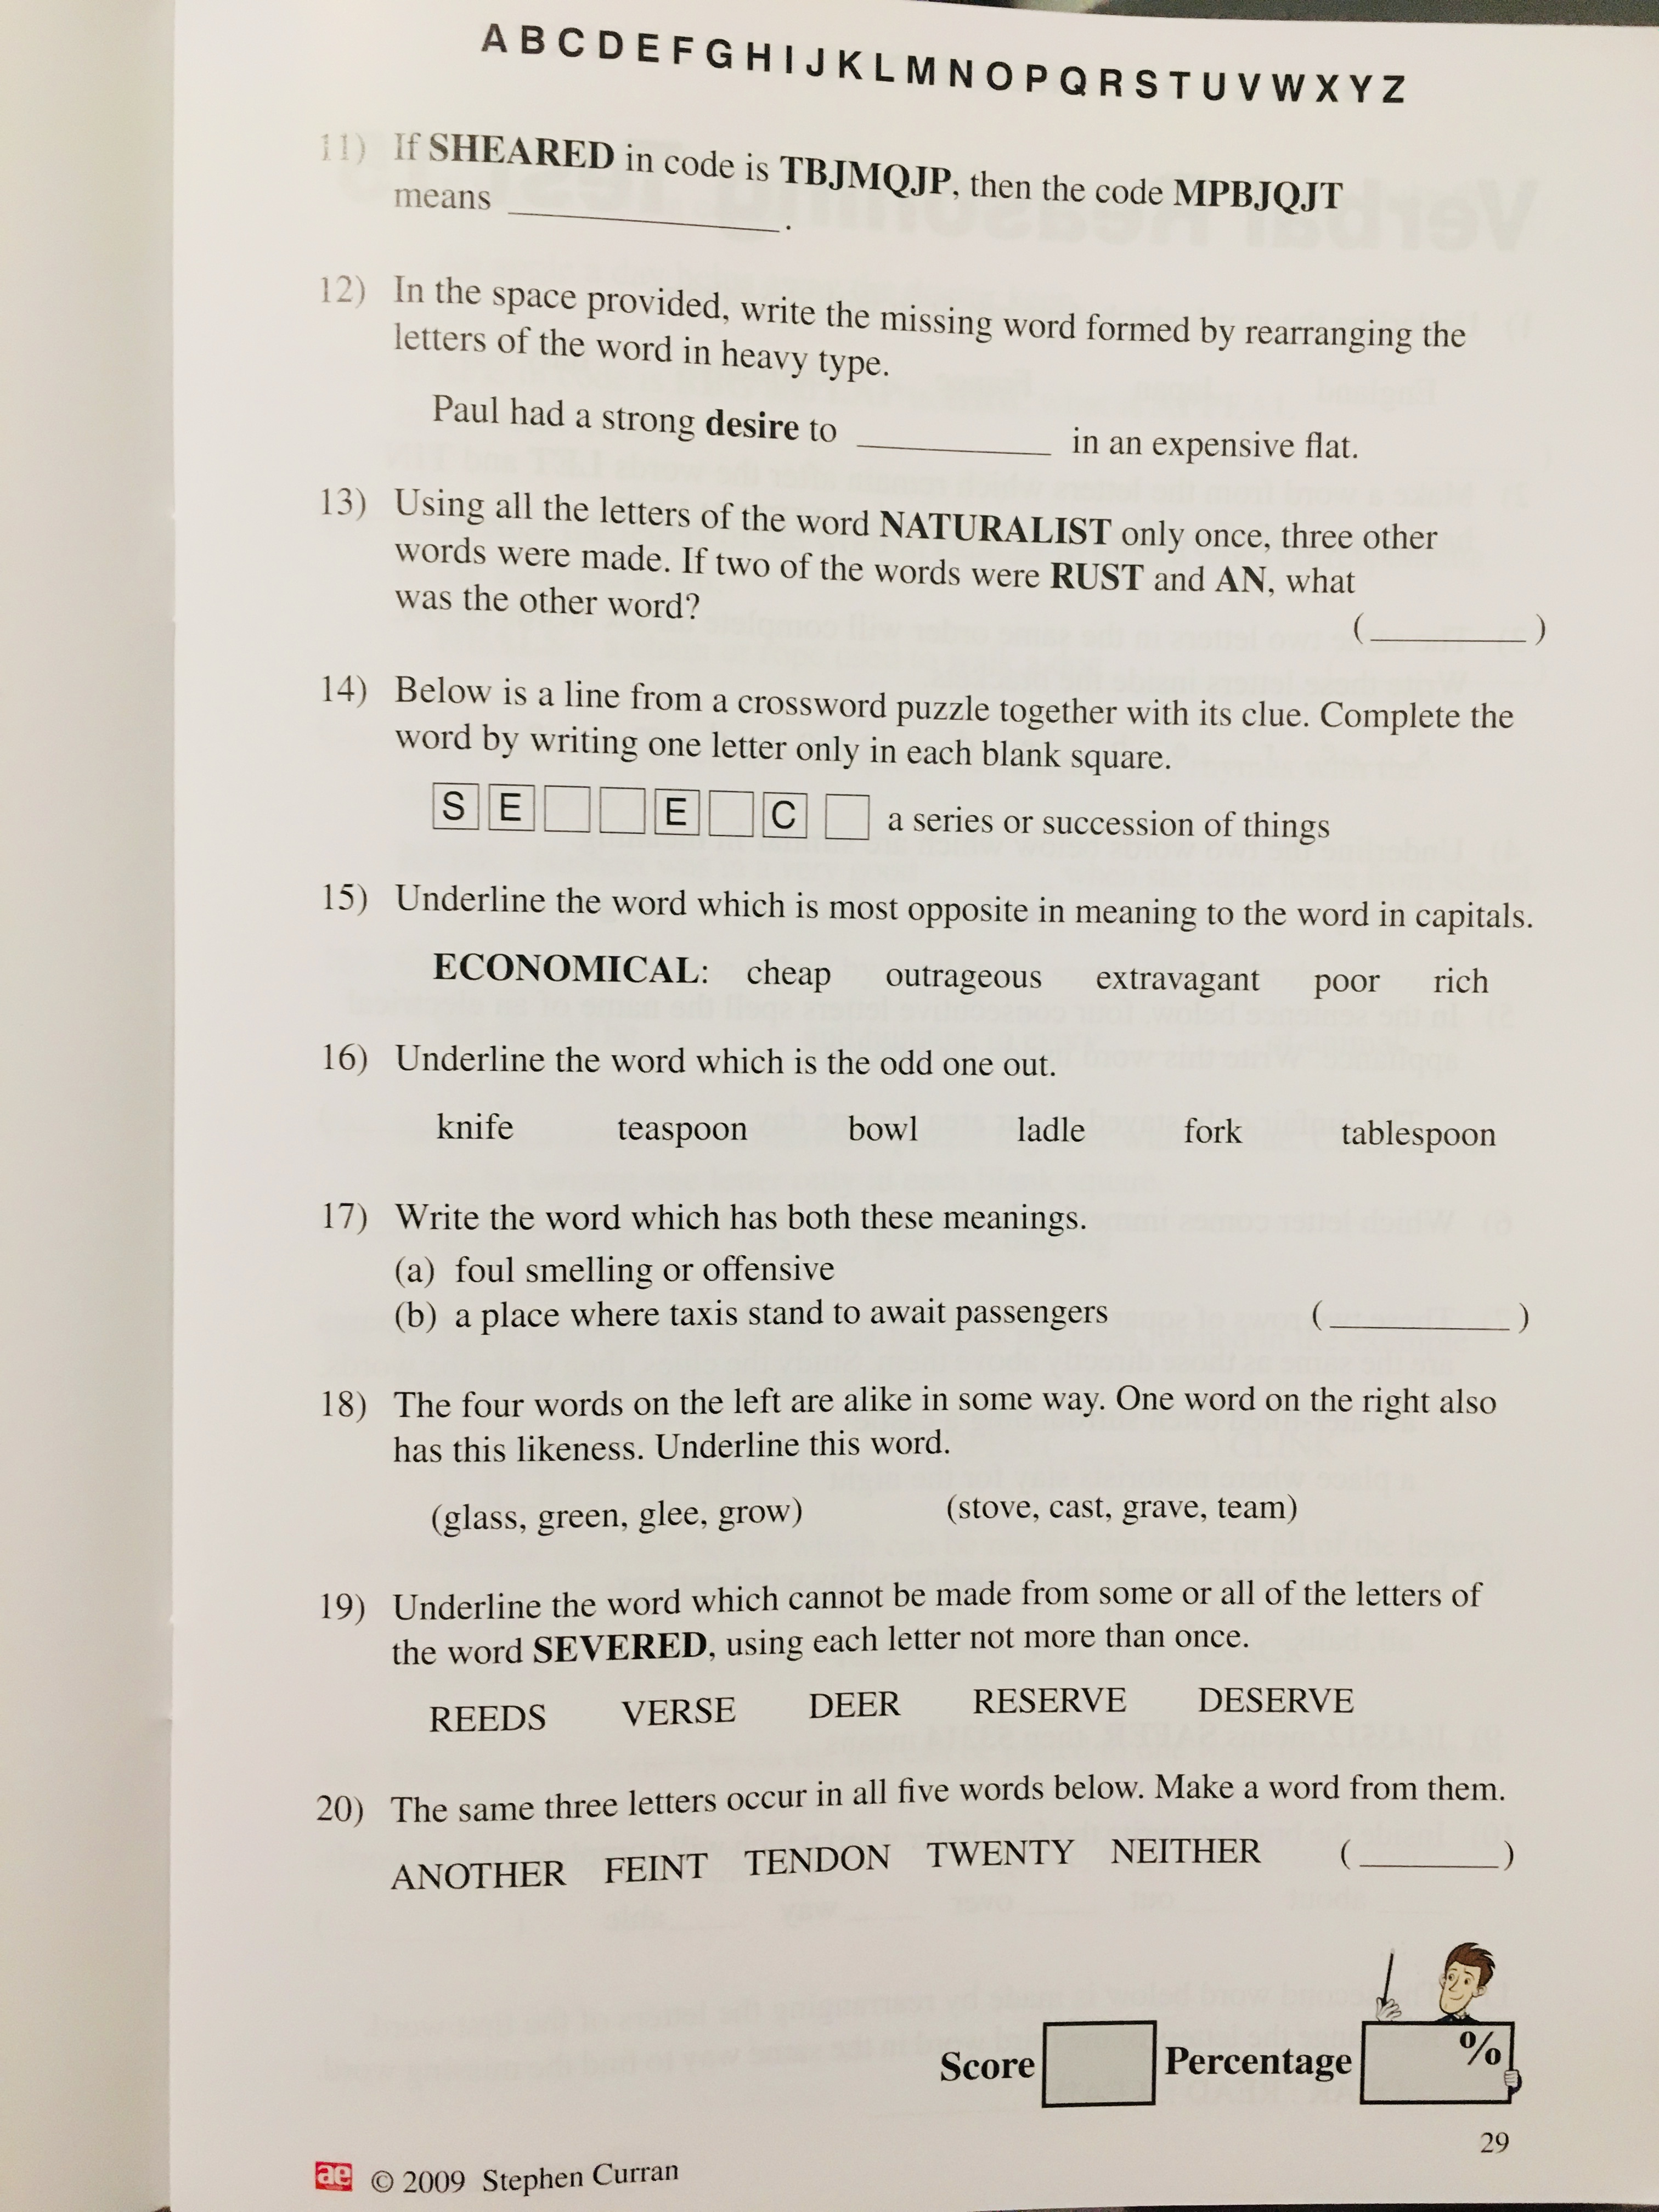 A B C D E F G H I J K L M N O P Q R S T U V W X Y Z
11) If SHEARED in code is TBJMQJP, then the code MPBJQJT
means ____________.
12) In the space provided, write the missing word formed by rearranging the
letters of the word in heavy type.
Paul had a strong desire to __________ in an expensive flat.
13) Using all the letters of the word NATURALIST only once, three other
words were made. If two of the words were RUST and AN, what
was the other word? (________)
14) Below is a line from a crossword puzzle together with its clue. Complete the
word by writing one letter only in each blank square.
S E E C a series or succession of things
15) Underline the word which is most opposite in meaning to the word in capitals.
ECONOMICAL: cheap outrageous extravagant poor rich
16) Underline the word which is the odd one out.
knife teaspoon bowl ladle fork tablespoon
17) Write the word which has both these meanings.
(a) foul smelling or offensive
(b) a place where taxis stand to await passengers (_________)
18) The four words on the left are alike in some way. One word on the right also
has this likeness. Underline this word.
(glass, green, glee, grow) (stove, cast, grave, team)
19) Underline the word which cannot be made from some or all of the letters of
the word SEVERED, using each letter not more than once.
REEDS VERSE DEER RESERVE DESERVE
20) The same three letters occur in all five words below. Make a word from them.
ANOTHER FEINT TENDON TWENTY NEITHER (_______)
Score Percentage %
29
ae © 2009 Stephen Curran